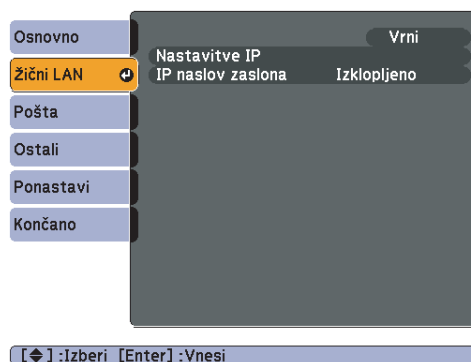 Osnovno
Žični LAN
Pošta
Ostali
Ponastavi
Končano
Vrni
Nastavitve IP
IP naslov zaslona Izklopljeno
[◆] :Izberi [Enter] :Vnesi